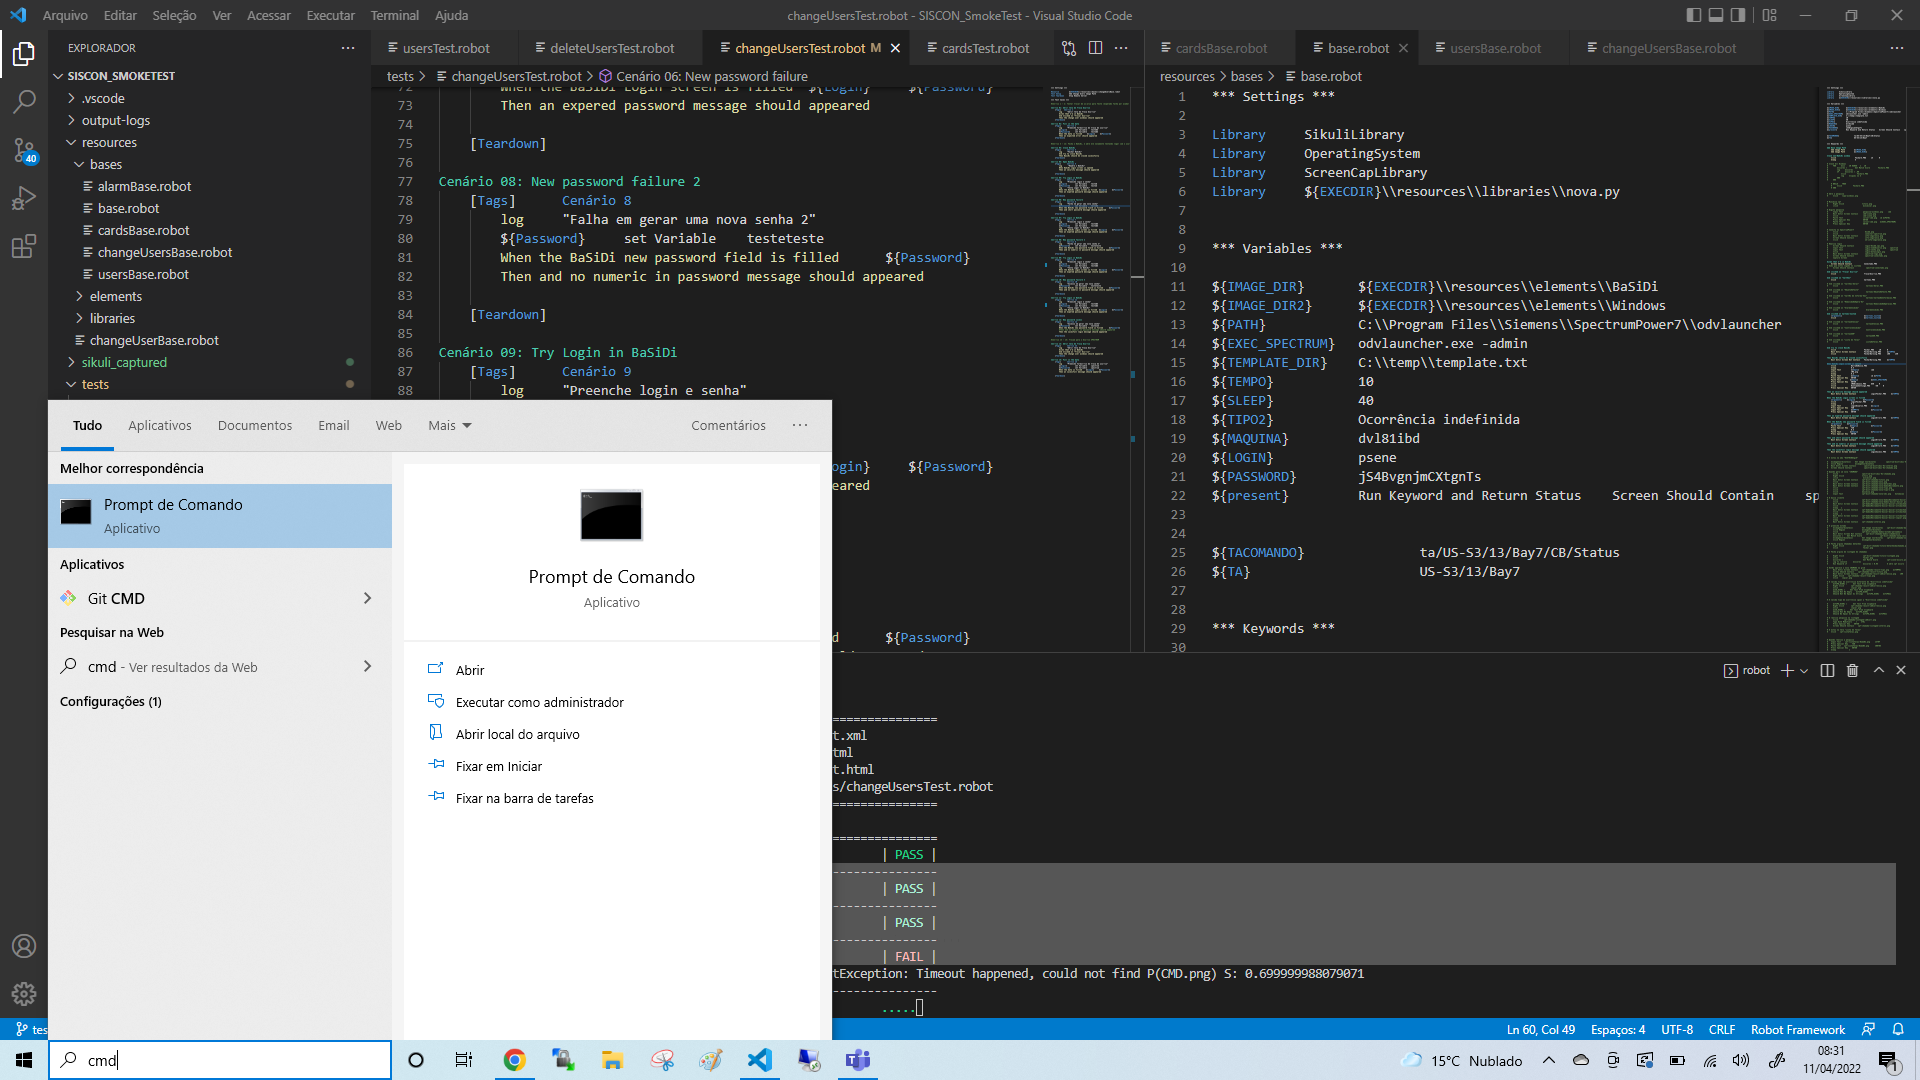 Arquivo Editar Seleção Ver Acessar Executar Terminal Ajuda
changeUsersTest.robot - SISCON_SmokeTest - Visual Studio Code
EXPLORADOR
SISCON_SMOKETEST
.vscode
output-logs
resources
bases
alarmBase.robot
base.robot
cardsBase.robot
changeUsersBase.robot
usersBase.robot
elements
libraries
changeUserBase.robot
sikuli_captured
tests
40
usersTest.robot
deleteUsersTest.robot
changeUsersTest.robot M
cardsTest.robot
tests > changeUsersTest.robot > Cenário 06: New password failure
72 When the BaSiDi Login screen is filled ${Login} ${Password}
73 Then an expered password message should appeared
74
75 [Teardown]
76
77 Cenário 08: New password failure 2
78 [Tags] Cenário 8
79 log "Falha em gerar uma nova senha 2"
80 ${Password} set Variable testeteste
81 When the BaSiDi new password field is filled ${Password}
82 Then and no numeric in password message should appeared
83
84 [Teardown]
85
86 Cenário 09: Try Login in BaSiDi
87 [Tags] Cenário 9
88 log "Preenche login e senha"
ogin} ${Password}
eared
d ${Password}
cardsBase.robot
base.robot
usersBase.robot
changeUsersBase.robot
resources > bases > base.robot
1 *** Settings ***
2
3 Library SikuliLibrary
4 Library OperatingSystem
5 Library ScreenCapLibrary
6 Library ${EXECDIR}\\resources\\libraries\\nova.py
7
8
9 *** Variables ***
10
11 ${IMAGE_DIR} ${EXECDIR}\\resources\\elements\\BaSiDi
12 ${IMAGE_DIR2} ${EXECDIR}\\resources\\elements\\Windows
13 ${PATH} C:\\Program Files\\Siemens\\SpectrumPower7\\odvlauncher
14 ${EXEC_SPECTRUM} odvlauncher.exe -admin
15 ${TEMPLATE_DIR} C:\\temp\\template.txt
16 ${TEMPO} 10
17 ${SLEEP} 40
18 ${TIPO2} Ocorrência indefinida
19 ${MAQUINA} dvl81ibd
20 ${LOGIN} psene
21 ${PASSWORD} jS4BvgnjmCXtgnTs
22 ${present} Run Keyword and Return Status Screen Should Contain sp
23
24
25 ${TACOMANDO} ta/US-S3/13/Bay7/CB/Status
26 ${TA} US-S3/13/Bay7
27
28
29 *** Keywords ***
30
Tudo Aplicativos Documentos Email Web Mais Comentários ...
Melhor correspondência
Prompt de Comando
Aplicativo
Aplicativos
Git CMD
Pesquisar na Web
cmd - Ver resultados da Web
Configurações (1)
Prompt de Comando
Aplicativo
Abrir
Executar como administrador
Abrir local do arquivo
Fixar em Iniciar
Fixar na barra de tarefas
robot
===============
t.xml
tml
t.html
s/changeUsersTest.robot
===============
===============
| PASS |
---------------
| PASS |
---------------
| PASS |
---------------
| FAIL |
tException: Timeout happened, could not find P(CMD.png) S: 0.699999988079071
---------------
.....
tes
Ln 60, Col 49 Espaços: 4 UTF-8 CRLF Robot Framework
cmd
15°C Nublado
08:31
11/04/2022
1